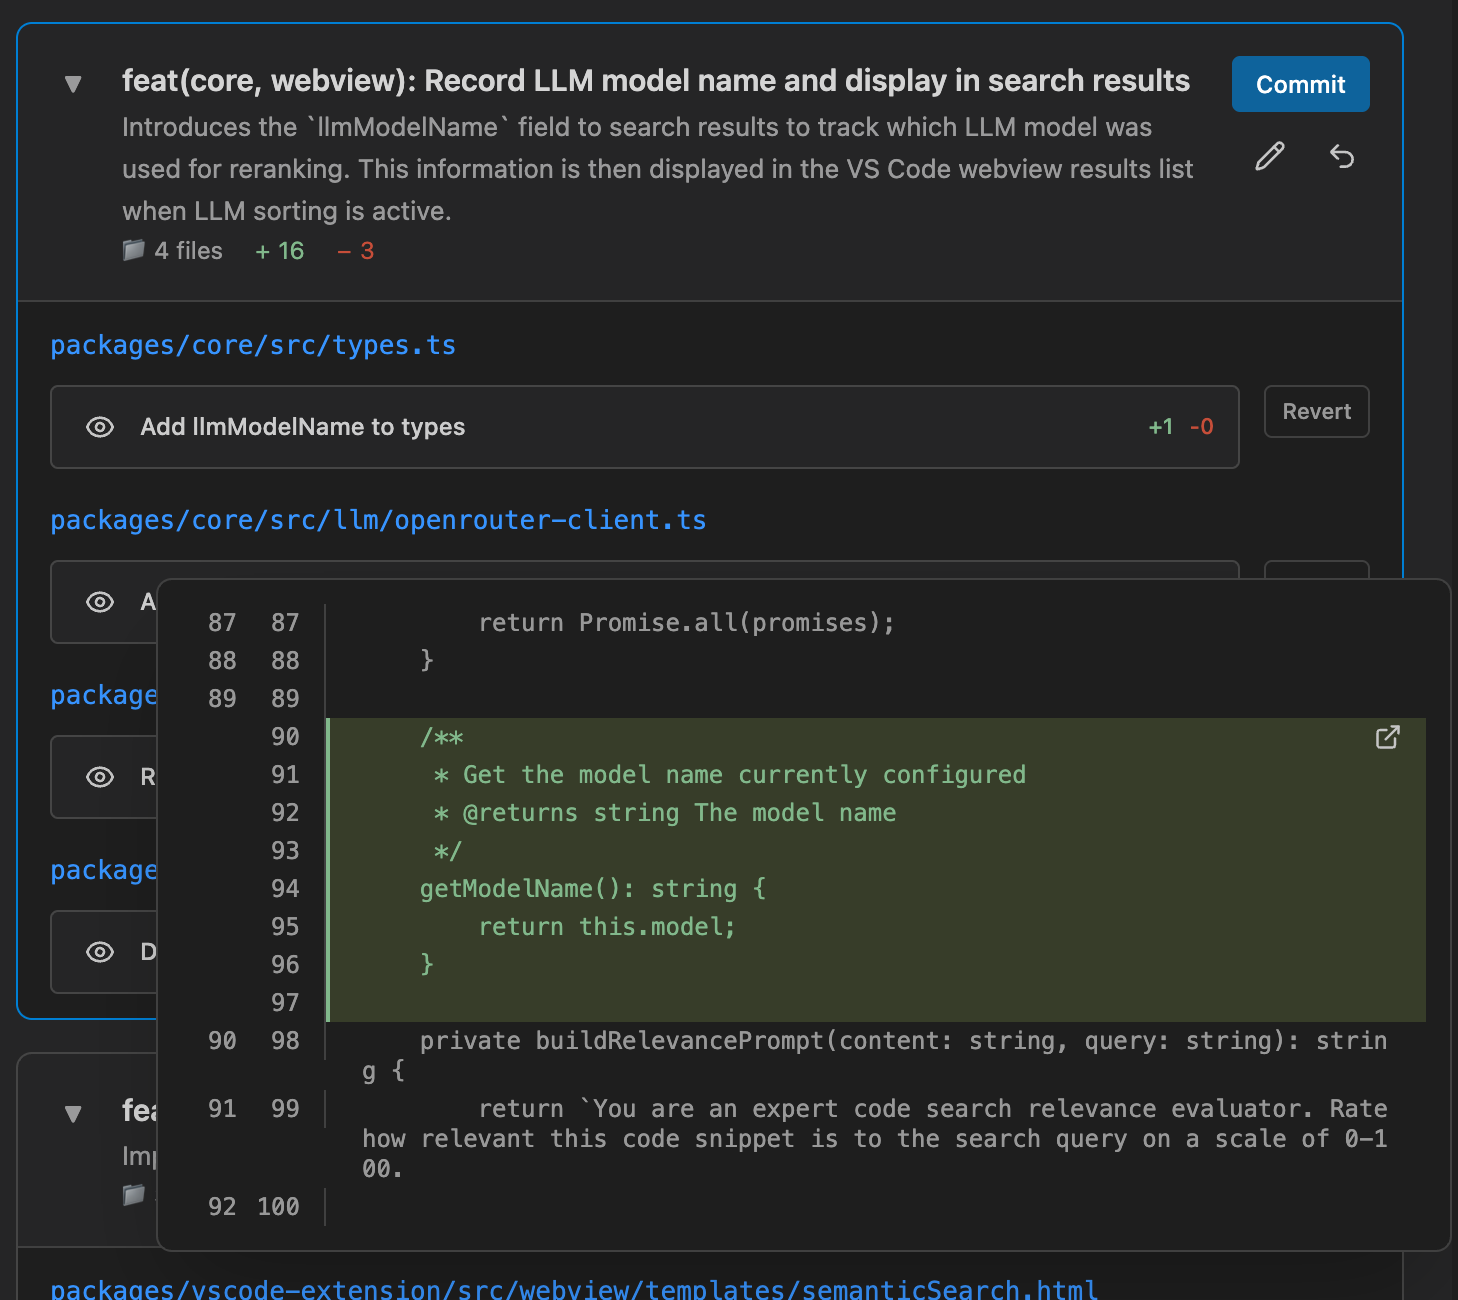 feat(core, webview): Record LLM model name and display in search results
Commit
Introduces the `llmModelName` field to search results to track which LLM model was
used for reranking. This information is then displayed in the VS Code webview results list
when LLM sorting is active.
4 files + 16 − 3
packages/core/src/types.ts
Add llmModelName to types +1 -0
Revert
packages/core/src/llm/openrouter-client.ts
A
87 87 return Promise.all(promises);
88 88 }
89 89
package
90 /**
R
91 * Get the model name currently configured
92 * @returns string The model name
93 */
package
94 getModelName(): string {
95 return this.model;
D
96 }
97
90 98 private buildRelevancePrompt(content: string, query: string): strin
g {
fea
91 99 return `You are an expert code search relevance evaluator. Rate
how relevant this code snippet is to the search query on a scale of 0–1
00.
Imp
92 100
packages/vscode-extension/src/webview/templates/semanticSearch.html